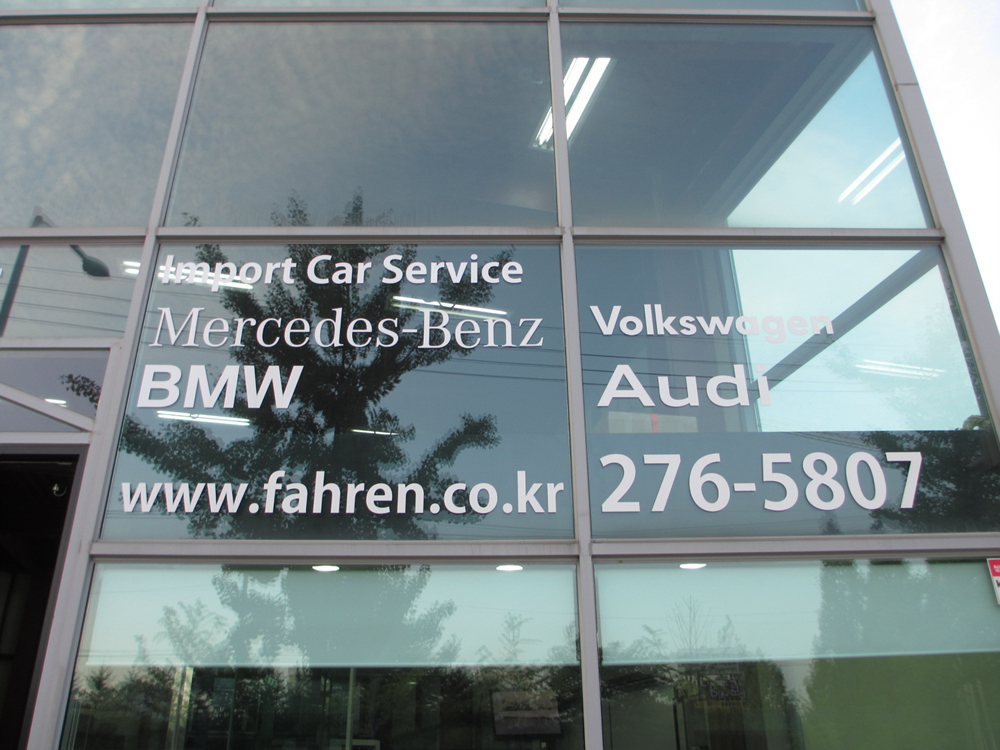 Import Car Service
Mercedes-Benz
BMW
www.fahren.co.kr
Volkswagen
Audi
276-5807